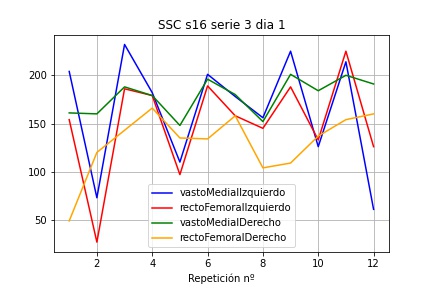 SSC s16 serie 3 dia 1
200
150
100
50
vastoMedialIzquierdo
rectoFemoralIzquierdo
vastoMedialDerecho
rectoFemoralDerecho
2 4 6 8 10 12
Repetición nº